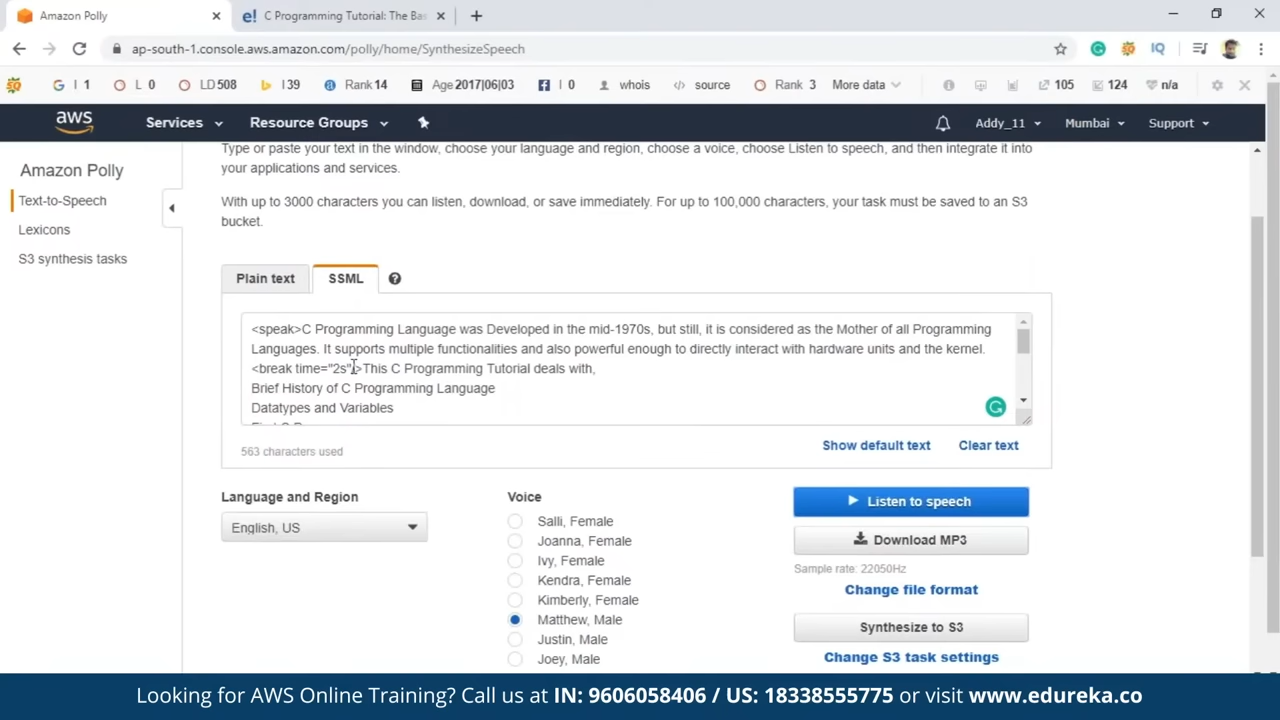 Amazon Polly
C Programming Tutorial: The Bas
ap-south-1.console.aws.amazon.com/polly/home/SynthesizeSpeech
I 1
L 0
LD 508
I 39
Rank 14
Age 2017|06|03
I 0
whois
source
Rank 3
More data
105
124
n/a
aws
Services
Resource Groups
Addy_11
Mumbai
Support
Amazon Polly
Text-to-Speech
Lexicons
S3 synthesis tasks
Type or paste your text in the window, choose your language and region, choose a voice, choose Listen to speech, and then integrate it into
your applications and services.
With up to 3000 characters you can listen, download, or save immediately. For up to 100,000 characters, your task must be saved to an S3
bucket.
Plain text
SSML
<speak>C Programming Language was Developed in the mid-1970s, but still, it is considered as the Mother of all Programming
Languages. It supports multiple functionalities and also powerful enough to directly interact with hardware units and the kernel.
<break time="2s"/>This C Programming Tutorial deals with,
Brief History of C Programming Language
Datatypes and Variables
563 characters used
Show default text
Clear text
Language and Region
English, US
Voice
Salli, Female
Joanna, Female
Ivy, Female
Kendra, Female
Kimberly, Female
Matthew, Male
Justin, Male
Joey, Male
Listen to speech
Download MP3
Sample rate: 22050Hz
Change file format
Synthesize to S3
Change S3 task settings
Looking for AWS Online Training? Call us at IN: 9606058406 / US: 18338555775 or visit www.edureka.co